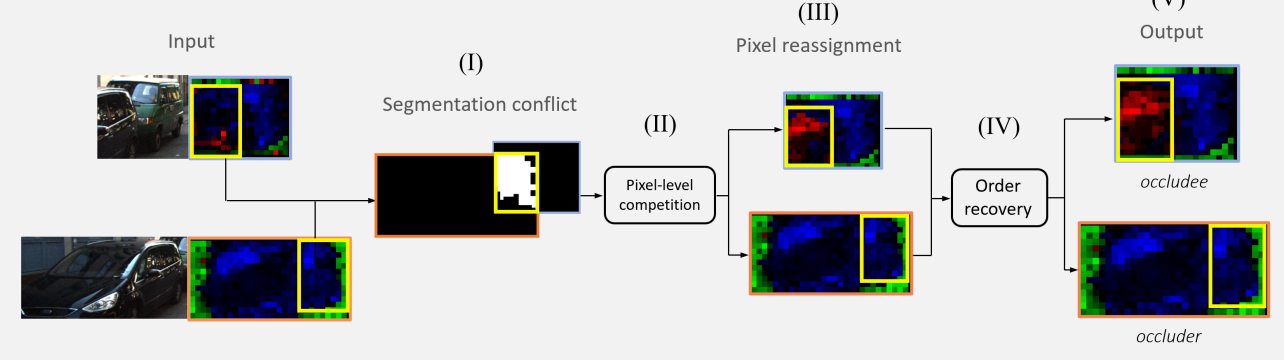 (V)
(III)
Input
Pixel reassignment
Output
(I)
Segmentation conflict
(II)
(IV)
Pixel-level
competition
Order
recovery
occludee
occluder